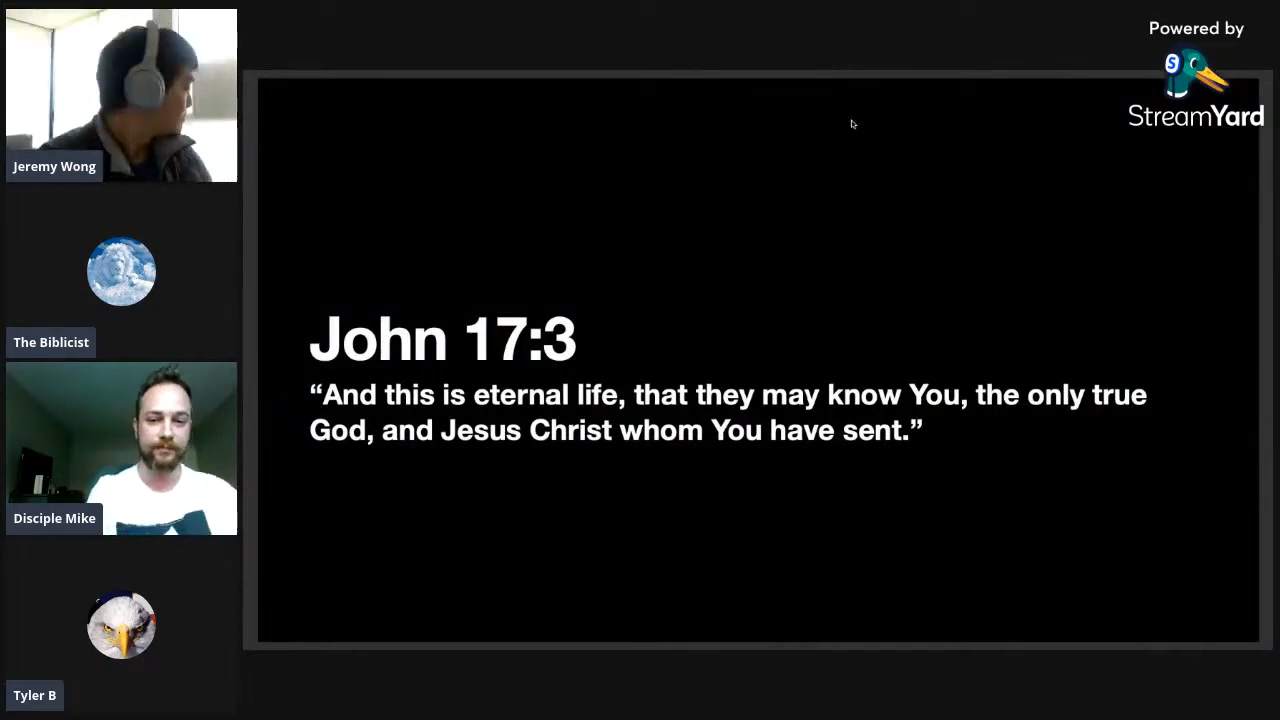 Powered by
S
StreamYard
Jeremy Wong
The Biblicist
Disciple Mike
Tyler B
John 17:3
“And this is eternal life, that they may know You, the only true
God, and Jesus Christ whom You have sent.”